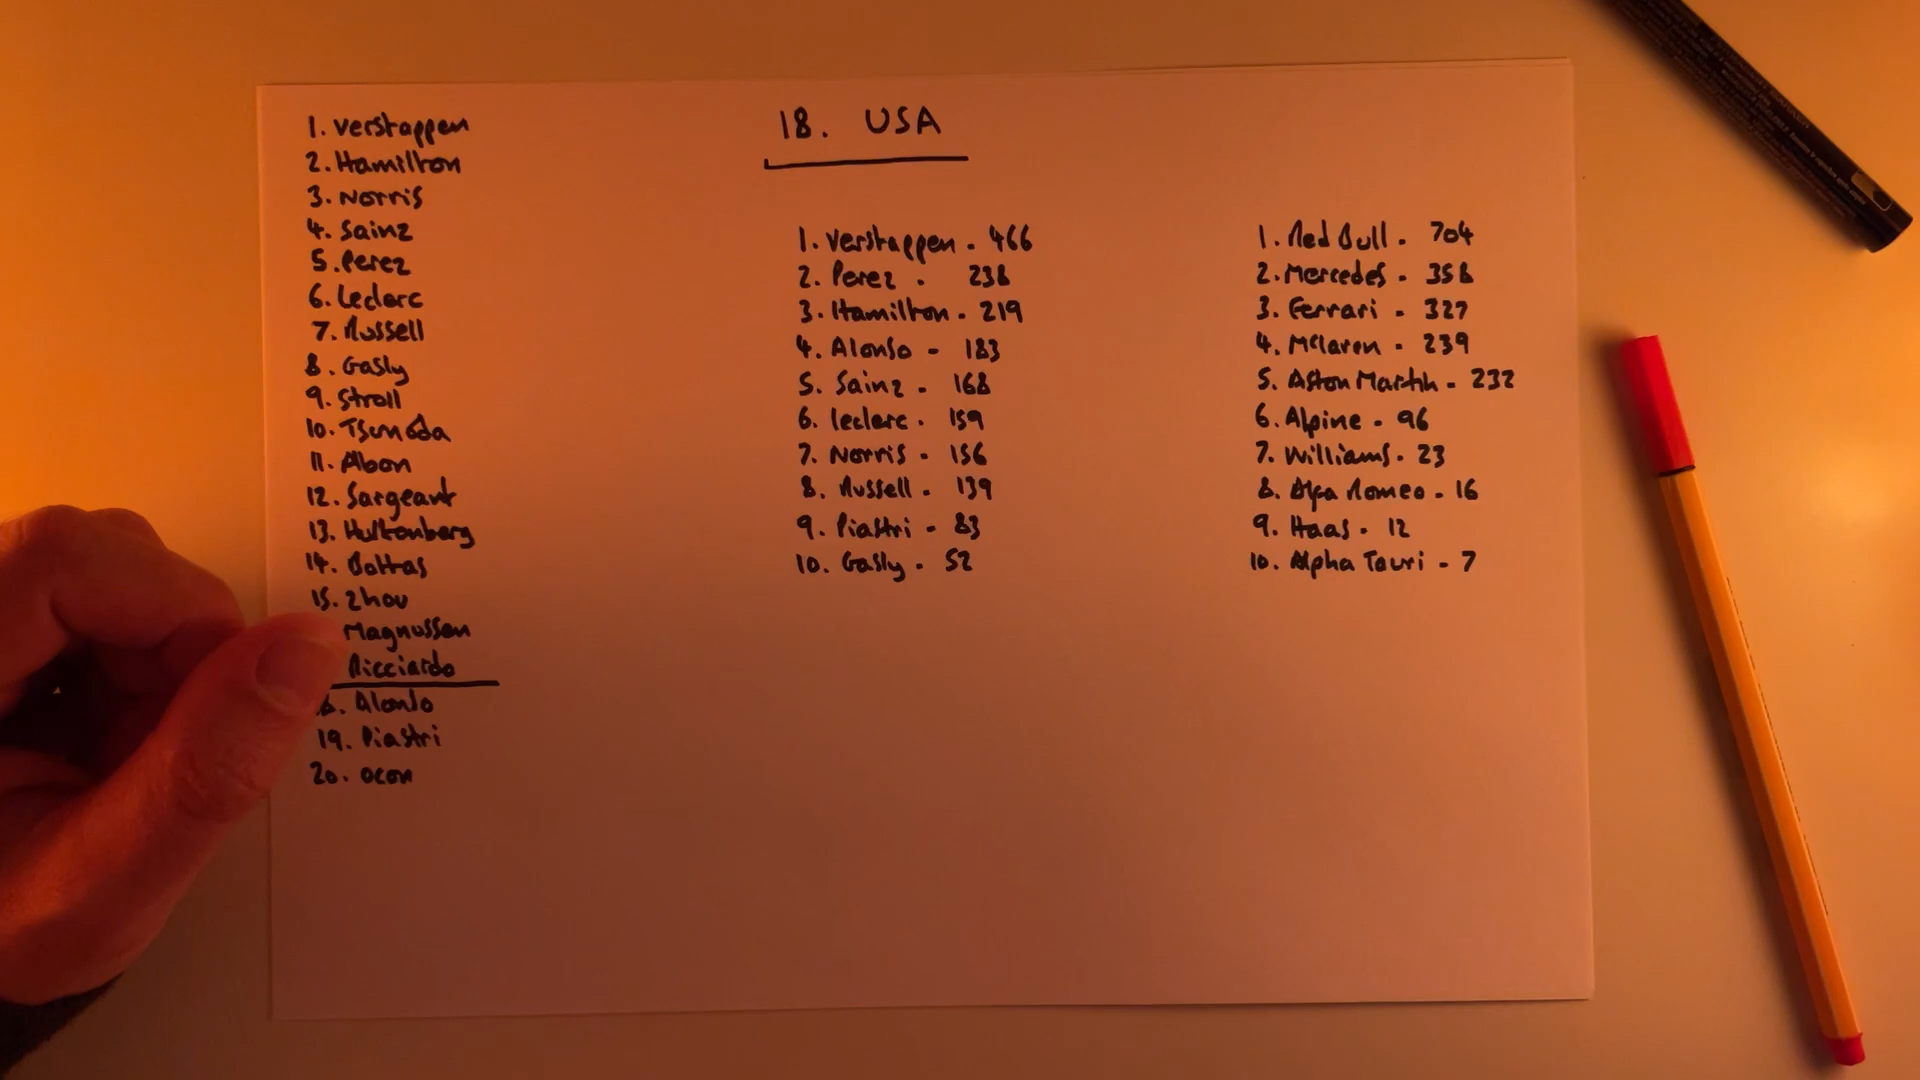 18. USA
1. Verstappen
2. Hamilton
3. Norris
4. Sainz
5. Perez
6. Leclerc
7. Russell
8. Gasly
9. Stroll
10. Tsunoda
11. Albon
12. Sargeant
13. Hulkenberg
14. Bottas
15. Zhou
Magnussen
Ricciardo
Alonso
19. Piastri
20. Ocon
1. Verstappen - 466
2. Perez - 238
3. Hamilton - 219
4. Alonso - 183
5. Sainz - 168
6. Leclerc - 159
7. Norris - 156
8. Russell - 139
9. Piastri - 83
10. Gasly - 52
1. Red Bull - 704
2. Mercedes - 358
3. Ferrari - 327
4. Mclaren - 239
5. Aston Martin - 232
6. Alpine - 96
7. Williams - 23
8. Alfa Romeo - 16
9. Haas - 12
10. Alpha Tauri - 7